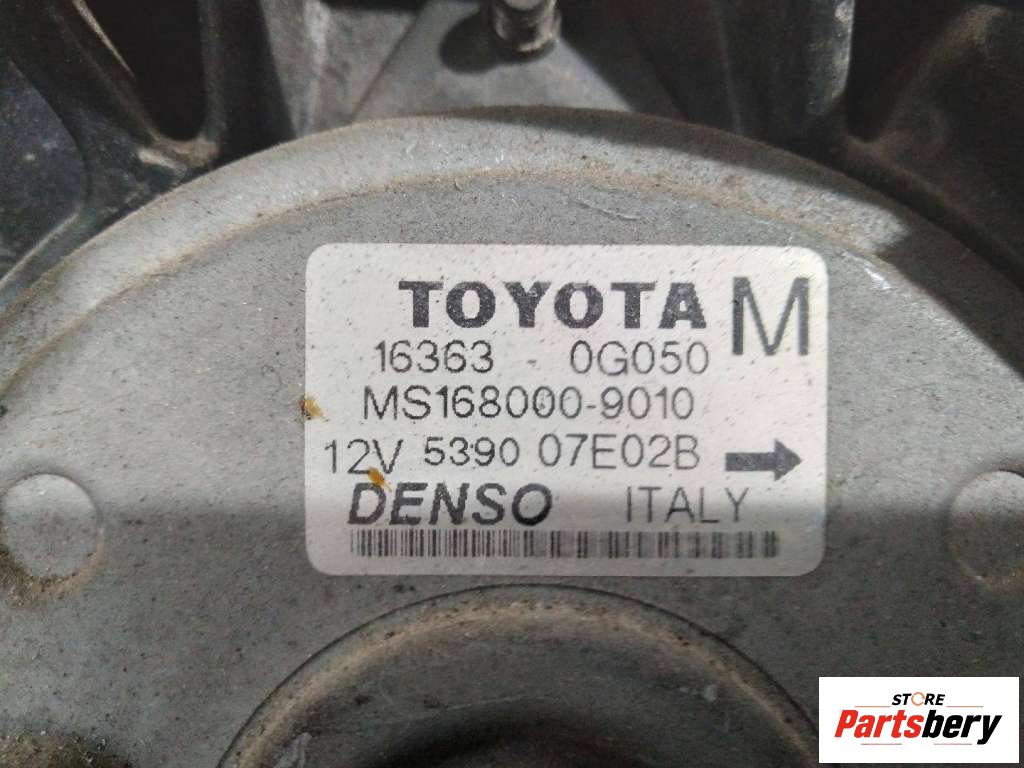 TOYOTA M
16363 - 0G050
MS168000-9010
12V 5390 07E02B
DENSO ITALY
STORE
Partsbery